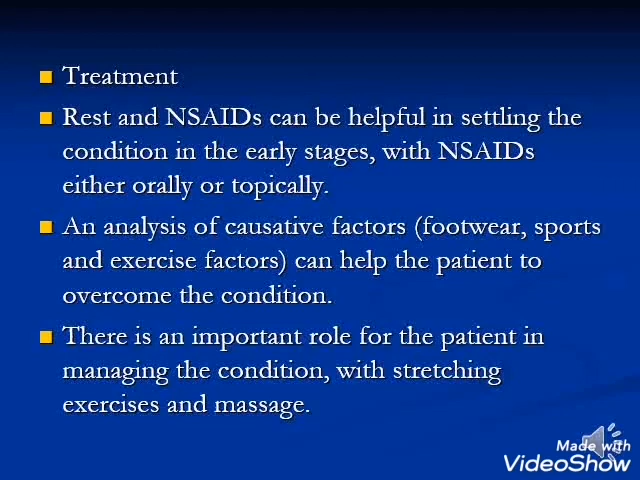 Treatment
Rest and NSAIDs can be helpful in settling the
condition in the early stages, with NSAIDs
either orally or topically.
An analysis of causative factors (footwear, sports
and exercise factors) can help the patient to
overcome the condition.
There is an important role for the patient in
managing the condition, with stretching
exercises and massage.
Made with
VideoShow